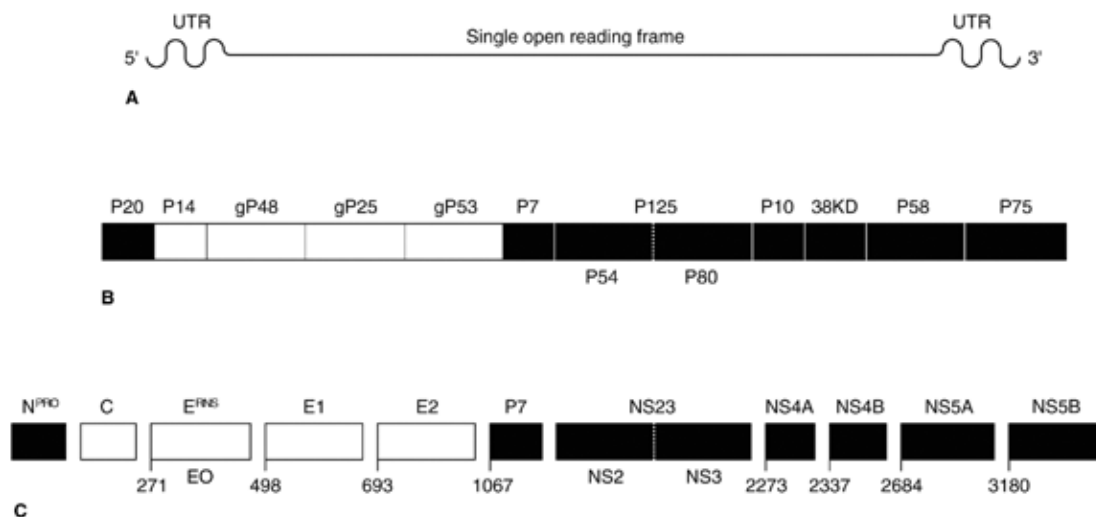 UTR Single open reading frame UTR
5' 3'
A
P20 P14 gP48 gP25 gP53 P7 P125 P10 38KD P58 P75
P54 P80
B
N^PRO C E^RNS E1 E2 P7 NS23 NS4A NS4B NS5A NS5B
271 EO 498 693 1067 NS2 NS3 2273 2337 2684 3180
C